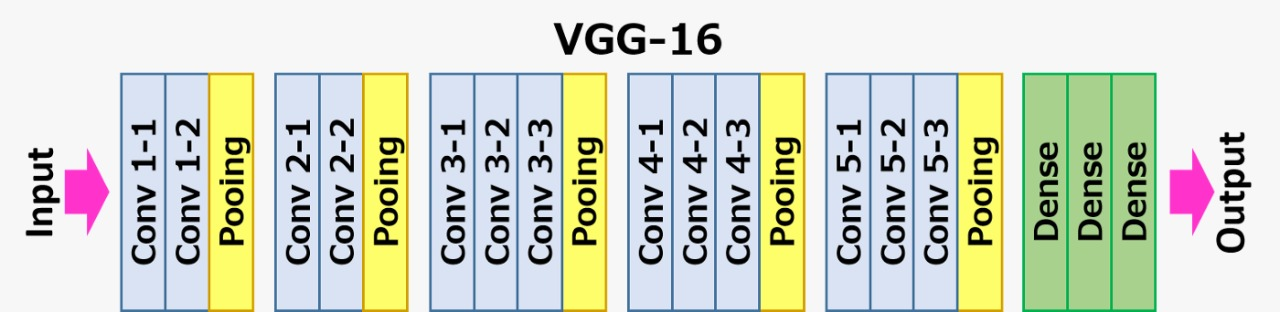 VGG-16
Input
Conv 1-1
Conv 1-2
Pooing
Conv 2-1
Conv 2-2
Pooing
Conv 3-1
Conv 3-2
Conv 3-3
Pooing
Conv 4-1
Conv 4-2
Conv 4-3
Pooing
Conv 5-1
Conv 5-2
Conv 5-3
Pooing
Dense
Dense
Dense
Output